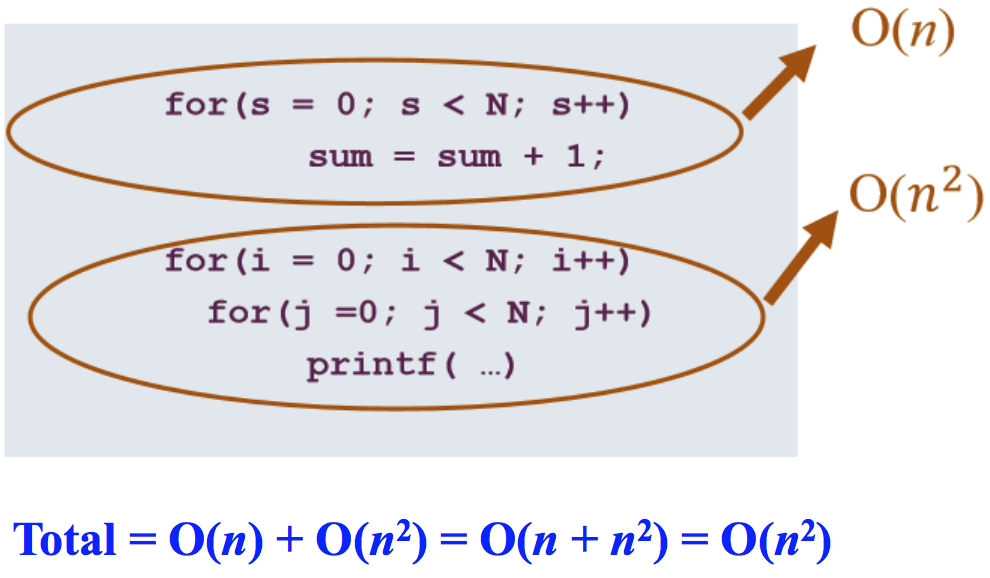 O(n)
for(s = 0; s < N; s++)
sum = sum + 1;
O(n²)
for(i = 0; i < N; i++)
for(j =0; j < N; j++)
printf( …)
Total = O(n) + O(n²) = O(n + n²) = O(n²)